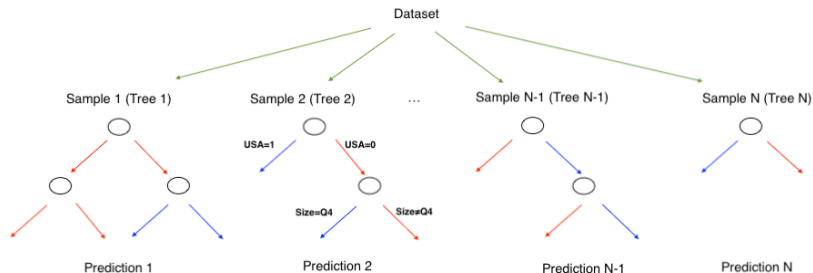 Dataset
Sample 1 (Tree 1)
Sample 2 (Tree 2)
...
Sample N-1 (Tree N-1)
Sample N (Tree N)
USA=1
USA=0
Size=Q4
Size≠Q4
Prediction 1
Prediction 2
Prediction N-1
Prediction N